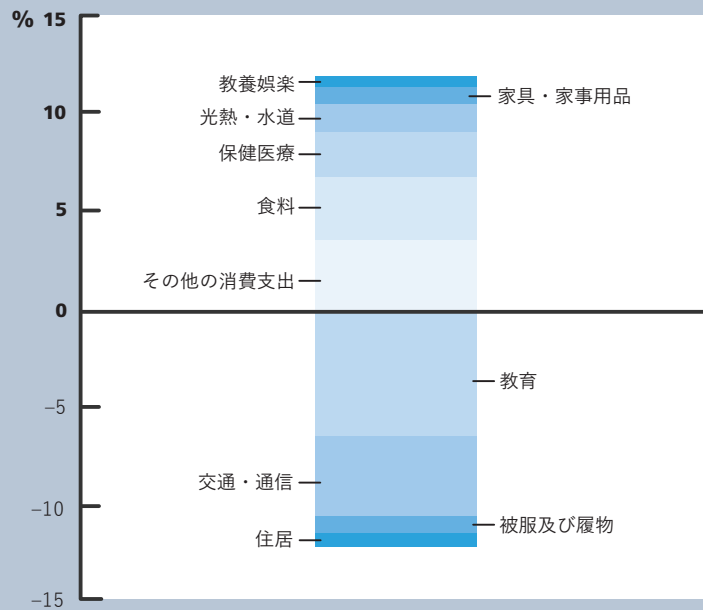 % 15
教養娯楽
家具・家事用品
10
光熱・水道
保健医療
食料
5
その他の消費支出
0
教育
−5
交通・通信
−10
被服及び履物
住居
−15